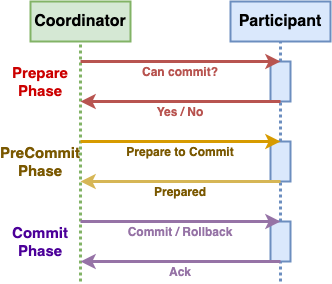 Coordinator
Participant
Prepare
Phase
Can commit?
Yes / No
PreCommit
Phase
Prepare to Commit
Prepared
Commit
Phase
Commit / Rollback
Ack